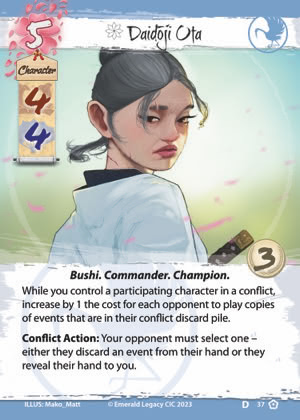 5
Daidoji Ota
Character
4
4
3
Bushi. Commander. Champion.
While you control a participating character in a conflict,
increase by 1 the cost for each opponent to play copies
of events that are in their conflict discard pile.
Conflict Action: Your opponent must select one –
either they discard an event from their hand or they
reveal their hand to you.
ILLUS: Mako_Matt © Emerald Legacy CIC 2023 D 37